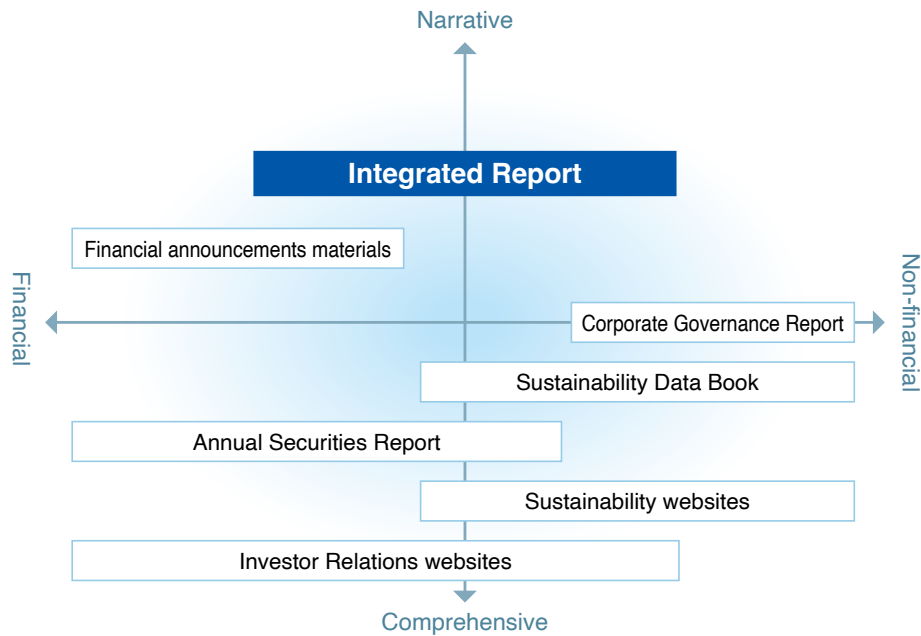 Narrative
Integrated Report
Financial announcements materials
Financial
Non-financial
Corporate Governance Report
Sustainability Data Book
Annual Securities Report
Sustainability websites
Investor Relations websites
Comprehensive